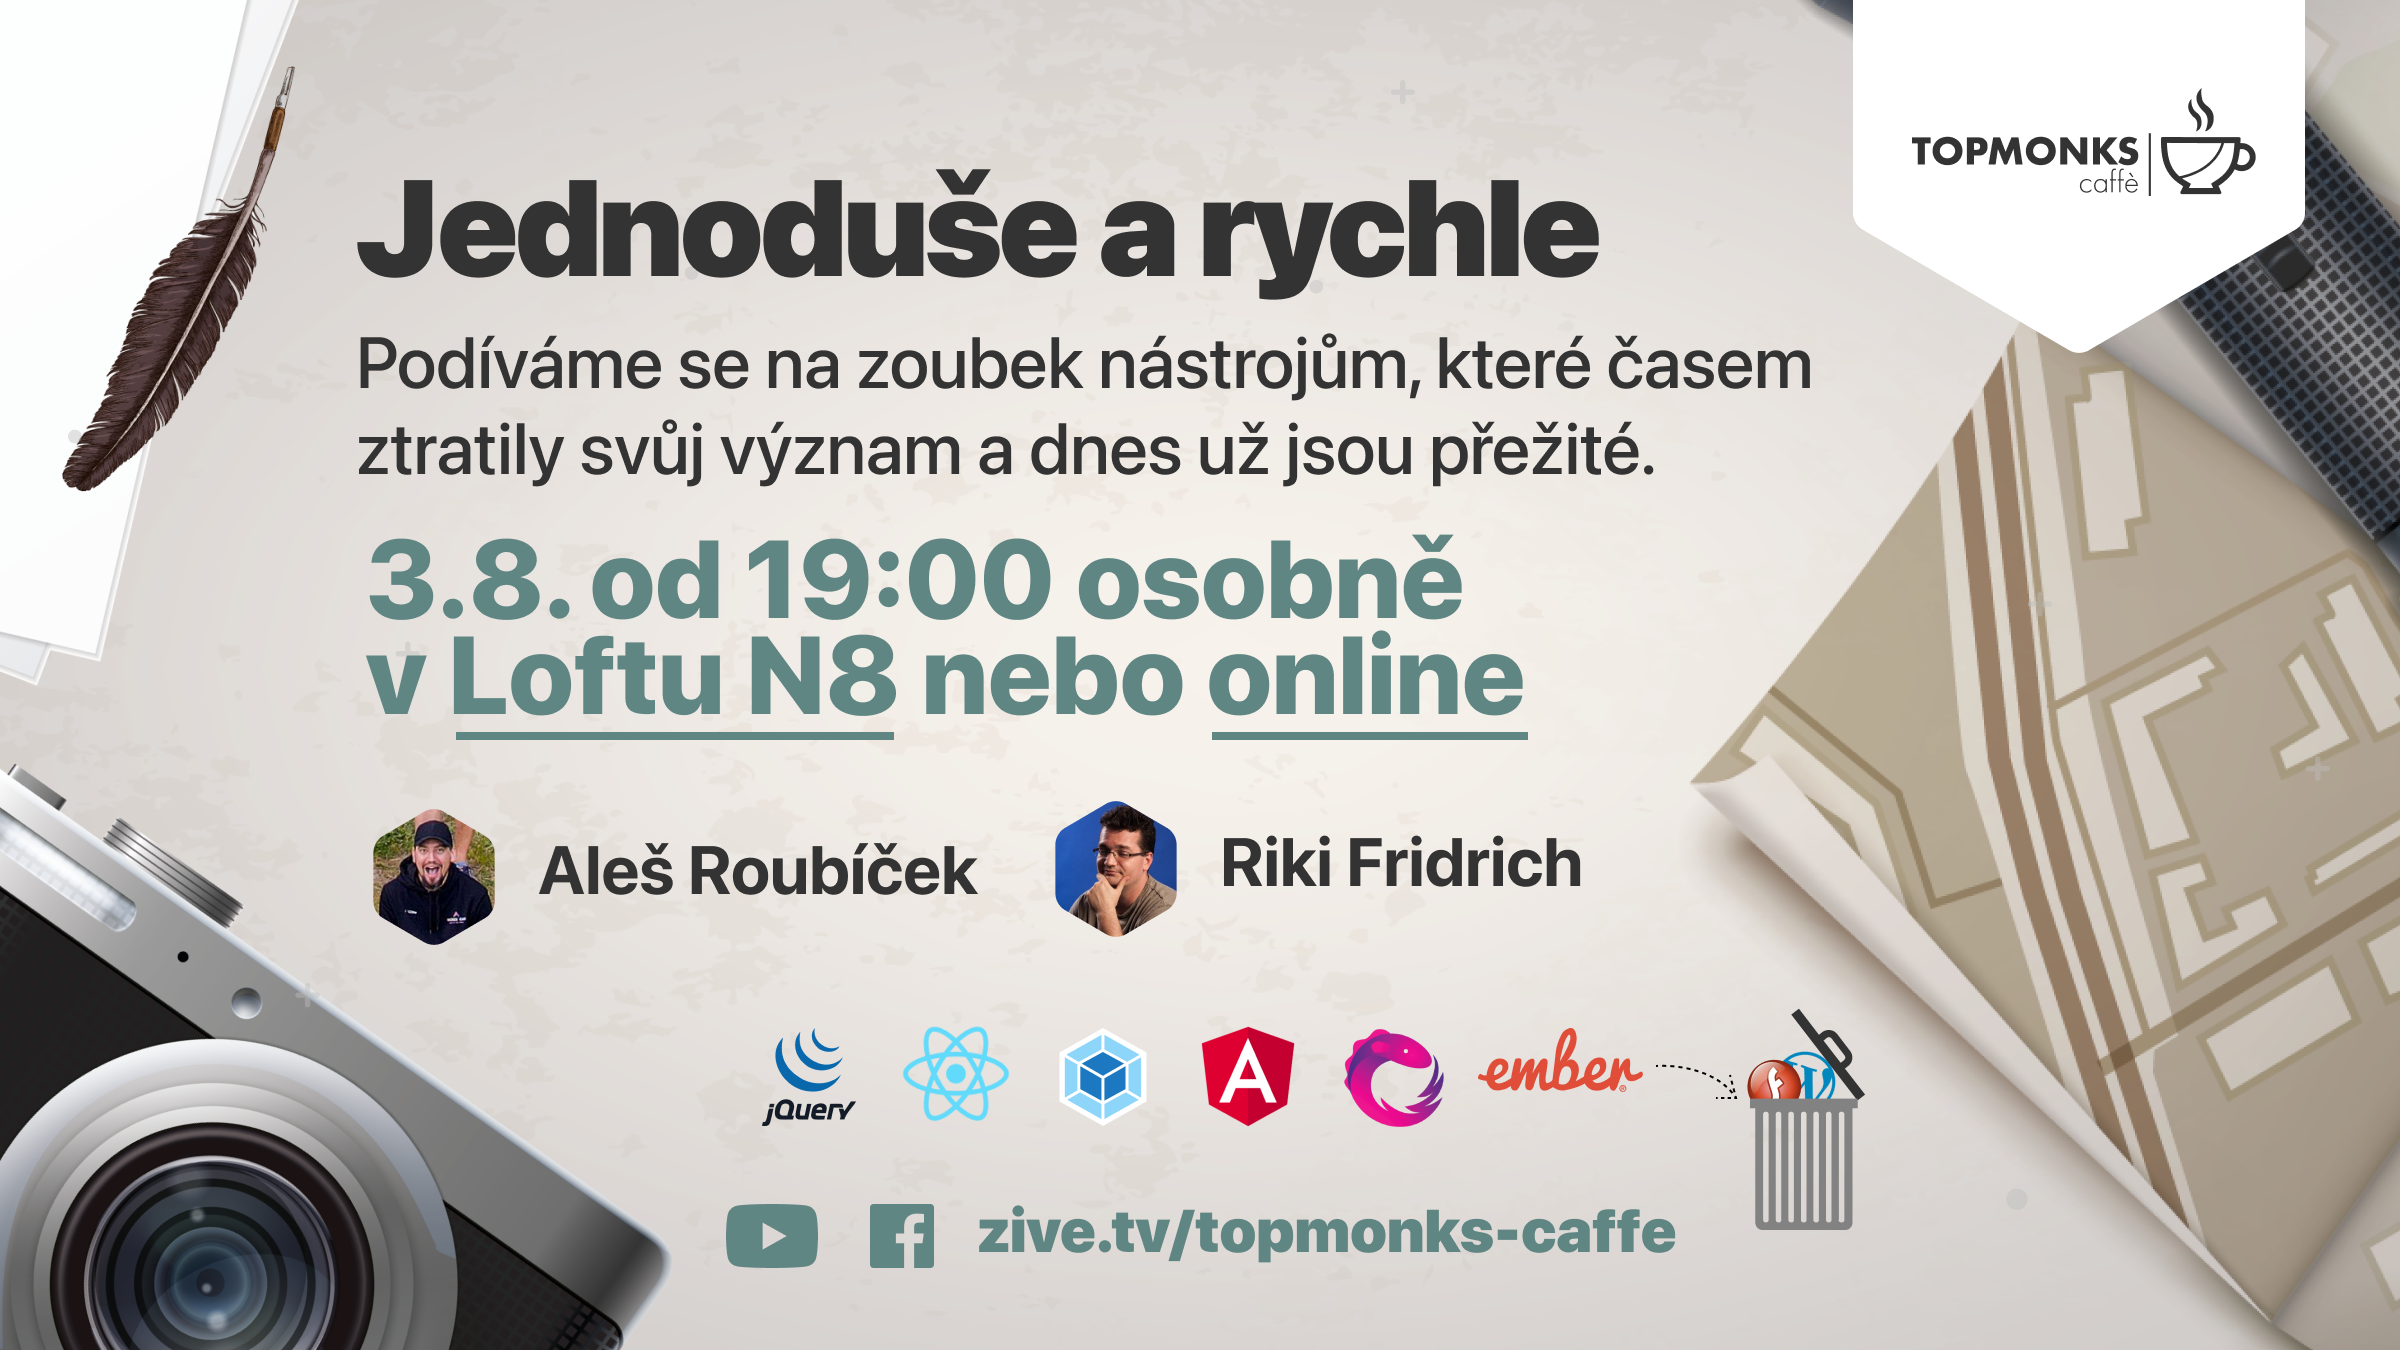 TOPMONKS
caffè
Jednoduše a rychle
Podíváme se na zoubek nástrojům, které časem
ztratily svůj význam a dnes už jsou přežité.
3.8. od 19:00 osobně
v Loftu N8 nebo online
Aleš Roubíček
Riki Fridrich
jQuery
ember
zive.tv/topmonks-caffe